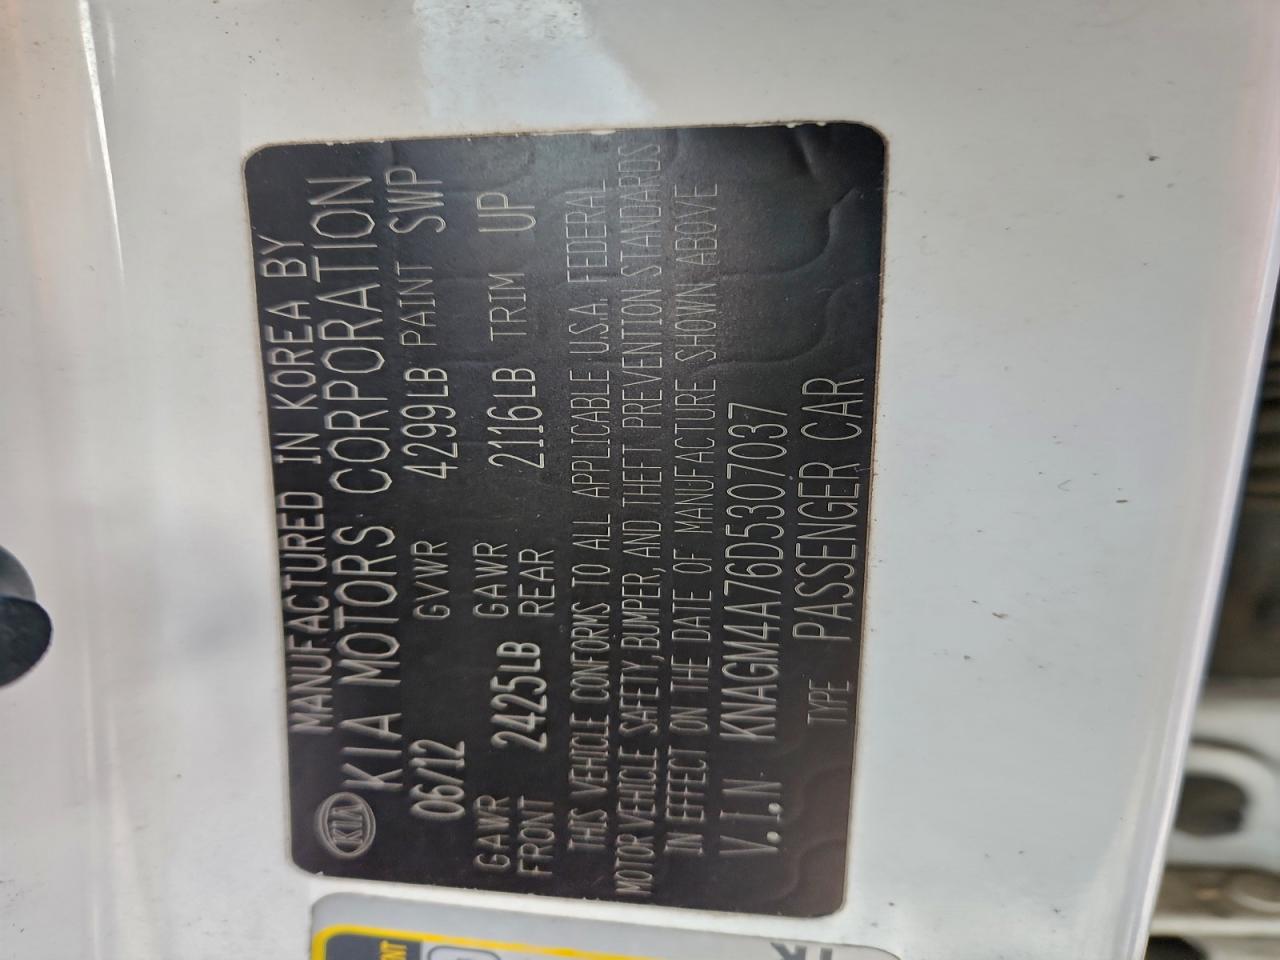 MANUFACTURED IN KOREA BY
KIA KIA MOTORS CORPORATION
06/12 GVWR 4299LB PAINT SWP
GAWR FRONT 2425LB GAWR REAR 2116LB TRIM UP
THIS VEHICLE CONFORMS TO ALL APPLICABLE U.S.A. FEDERAL
MOTOR VEHICLE SAFETY, BUMPER, AND THEFT PREVENTION STANDARDS
IN EFFECT ON THE DATE OF MANUFACTURE SHOWN ABOVE
V.I.N KNAGM4A76D5307037
TYPE PASSENGER CAR